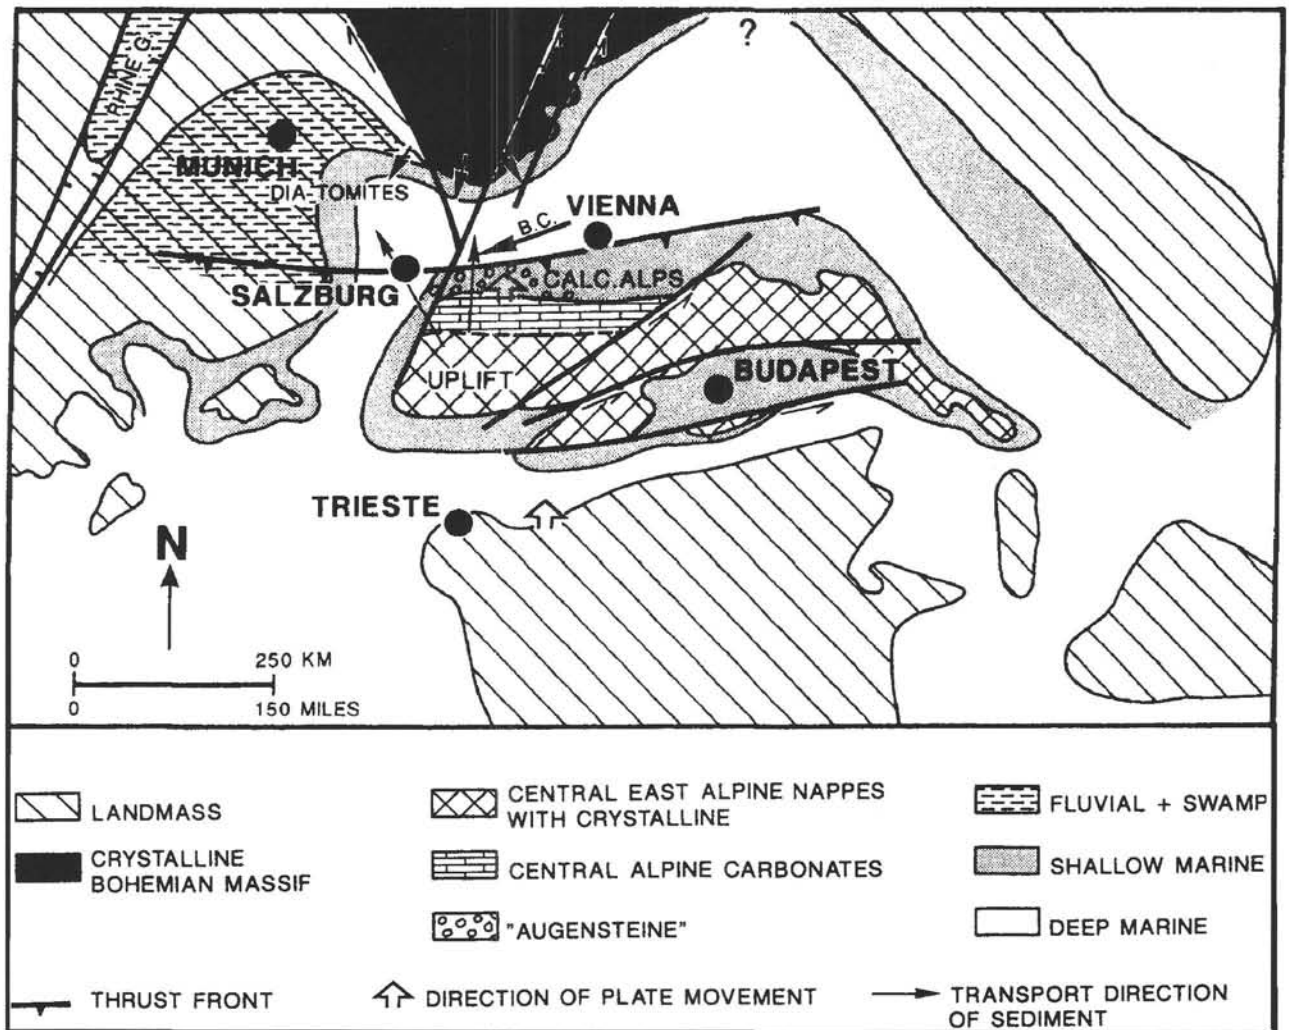 ?
RHINE G.
MUNICH
DIATOMITES
VIENNA
B.C.
SALZBURG
CALC. ALPS
UPLIFT
BUDAPEST
TRIESTE
N
0 250 KM
0 150 MILES
LANDMASS
CENTRAL EAST ALPINE NAPPES
WITH CRYSTALLINE
FLUVIAL + SWAMP
CRYSTALLINE
BOHEMIAN MASSIF
CENTRAL ALPINE CARBONATES
SHALLOW MARINE
"AUGENSTEINE"
DEEP MARINE
THRUST FRONT
DIRECTION OF PLATE MOVEMENT
TRANSPORT DIRECTION
OF SEDIMENT